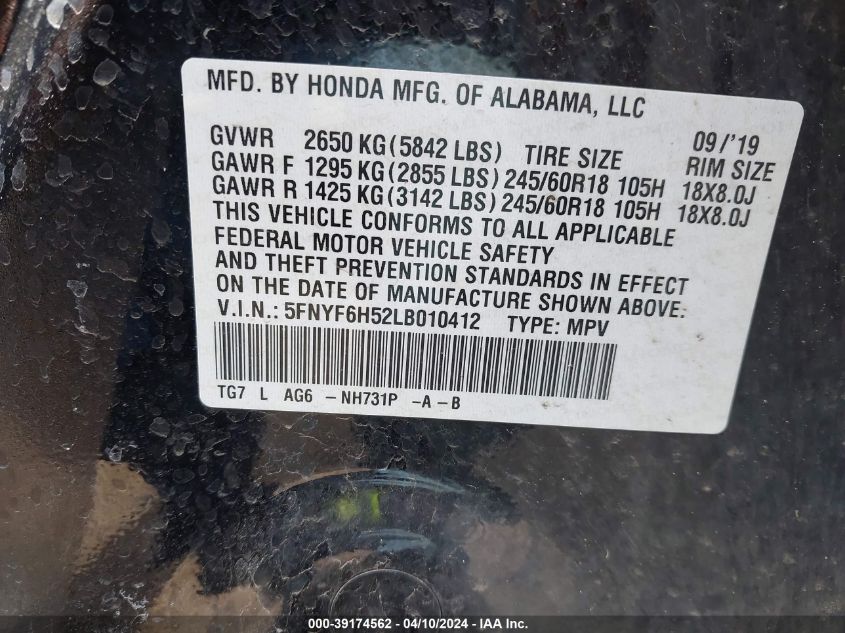 MFD. BY HONDA MFG. OF ALABAMA, LLC
09/'19
GVWR 2650 KG(5842 LBS) TIRE SIZE RIM SIZE
GAWR F 1295 KG(2855 LBS) 245/60R18 105H 18X8.0J
GAWR R 1425 KG(3142 LBS) 245/60R18 105H 18X8.0J
THIS VEHICLE CONFORMS TO ALL APPLICABLE
FEDERAL MOTOR VEHICLE SAFETY
AND THEFT PREVENTION STANDARDS IN EFFECT
ON THE DATE OF MANUFACTURE SHOWN ABOVE.
V.I.N.: 5FNYF6H52LB010412 TYPE: MPV
TG7 L AG6 -NH731P -A-B
000-39174562 - 04/10/2024 - IAA Inc.